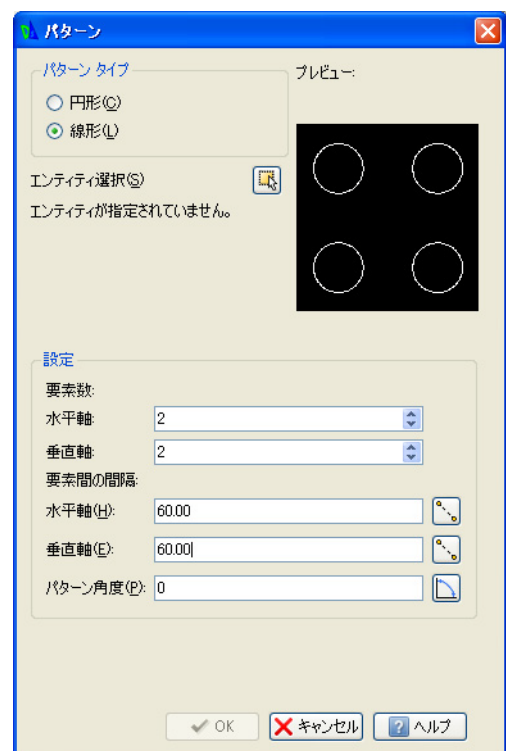 パターン
パターン タイプ
プレビュー:
円形(C)
線形(L)
エンティティ選択(S)
エンティティが指定されていません。
設定
要素数:
水平軸: 2
垂直軸: 2
要素間の間隔:
水平軸(H): 60.00
垂直軸(E): 60.00
パターン角度(P): 0
OK キャンセル ヘルプ